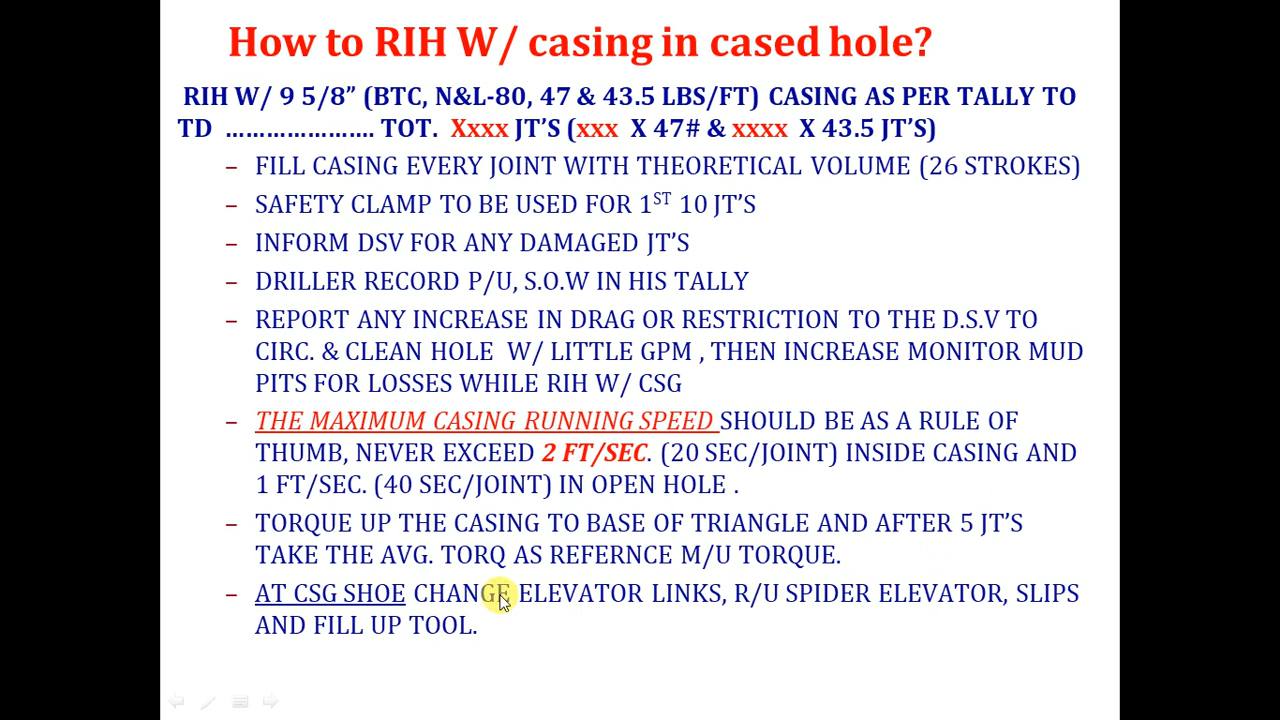 How to RIH W/ casing in cased hole?
RIH W/ 9 5/8” (BTC, N&L-80, 47 & 43.5 LBS/FT) CASING AS PER TALLY TO
TD …………………. TOT. Xxxx JT’S (xxx X 47# & xxxx X 43.5 JT’S)
– FILL CASING EVERY JOINT WITH THEORETICAL VOLUME (26 STROKES)
– SAFETY CLAMP TO BE USED FOR 1ST 10 JT’S
– INFORM DSV FOR ANY DAMAGED JT’S
– DRILLER RECORD P/U, S.O.W IN HIS TALLY
– REPORT ANY INCREASE IN DRAG OR RESTRICTION TO THE D.S.V TO
CIRC. & CLEAN HOLE W/ LITTLE GPM , THEN INCREASE MONITOR MUD
PITS FOR LOSSES WHILE RIH W/ CSG
– THE MAXIMUM CASING RUNNING SPEED SHOULD BE AS A RULE OF
THUMB, NEVER EXCEED 2 FT/SEC. (20 SEC/JOINT) INSIDE CASING AND
1 FT/SEC. (40 SEC/JOINT) IN OPEN HOLE .
– TORQUE UP THE CASING TO BASE OF TRIANGLE AND AFTER 5 JT’S
TAKE THE AVG. TORQ AS REFERNCE M/U TORQUE.
– AT CSG SHOE CHANGE ELEVATOR LINKS, R/U SPIDER ELEVATOR, SLIPS
AND FILL UP TOOL.